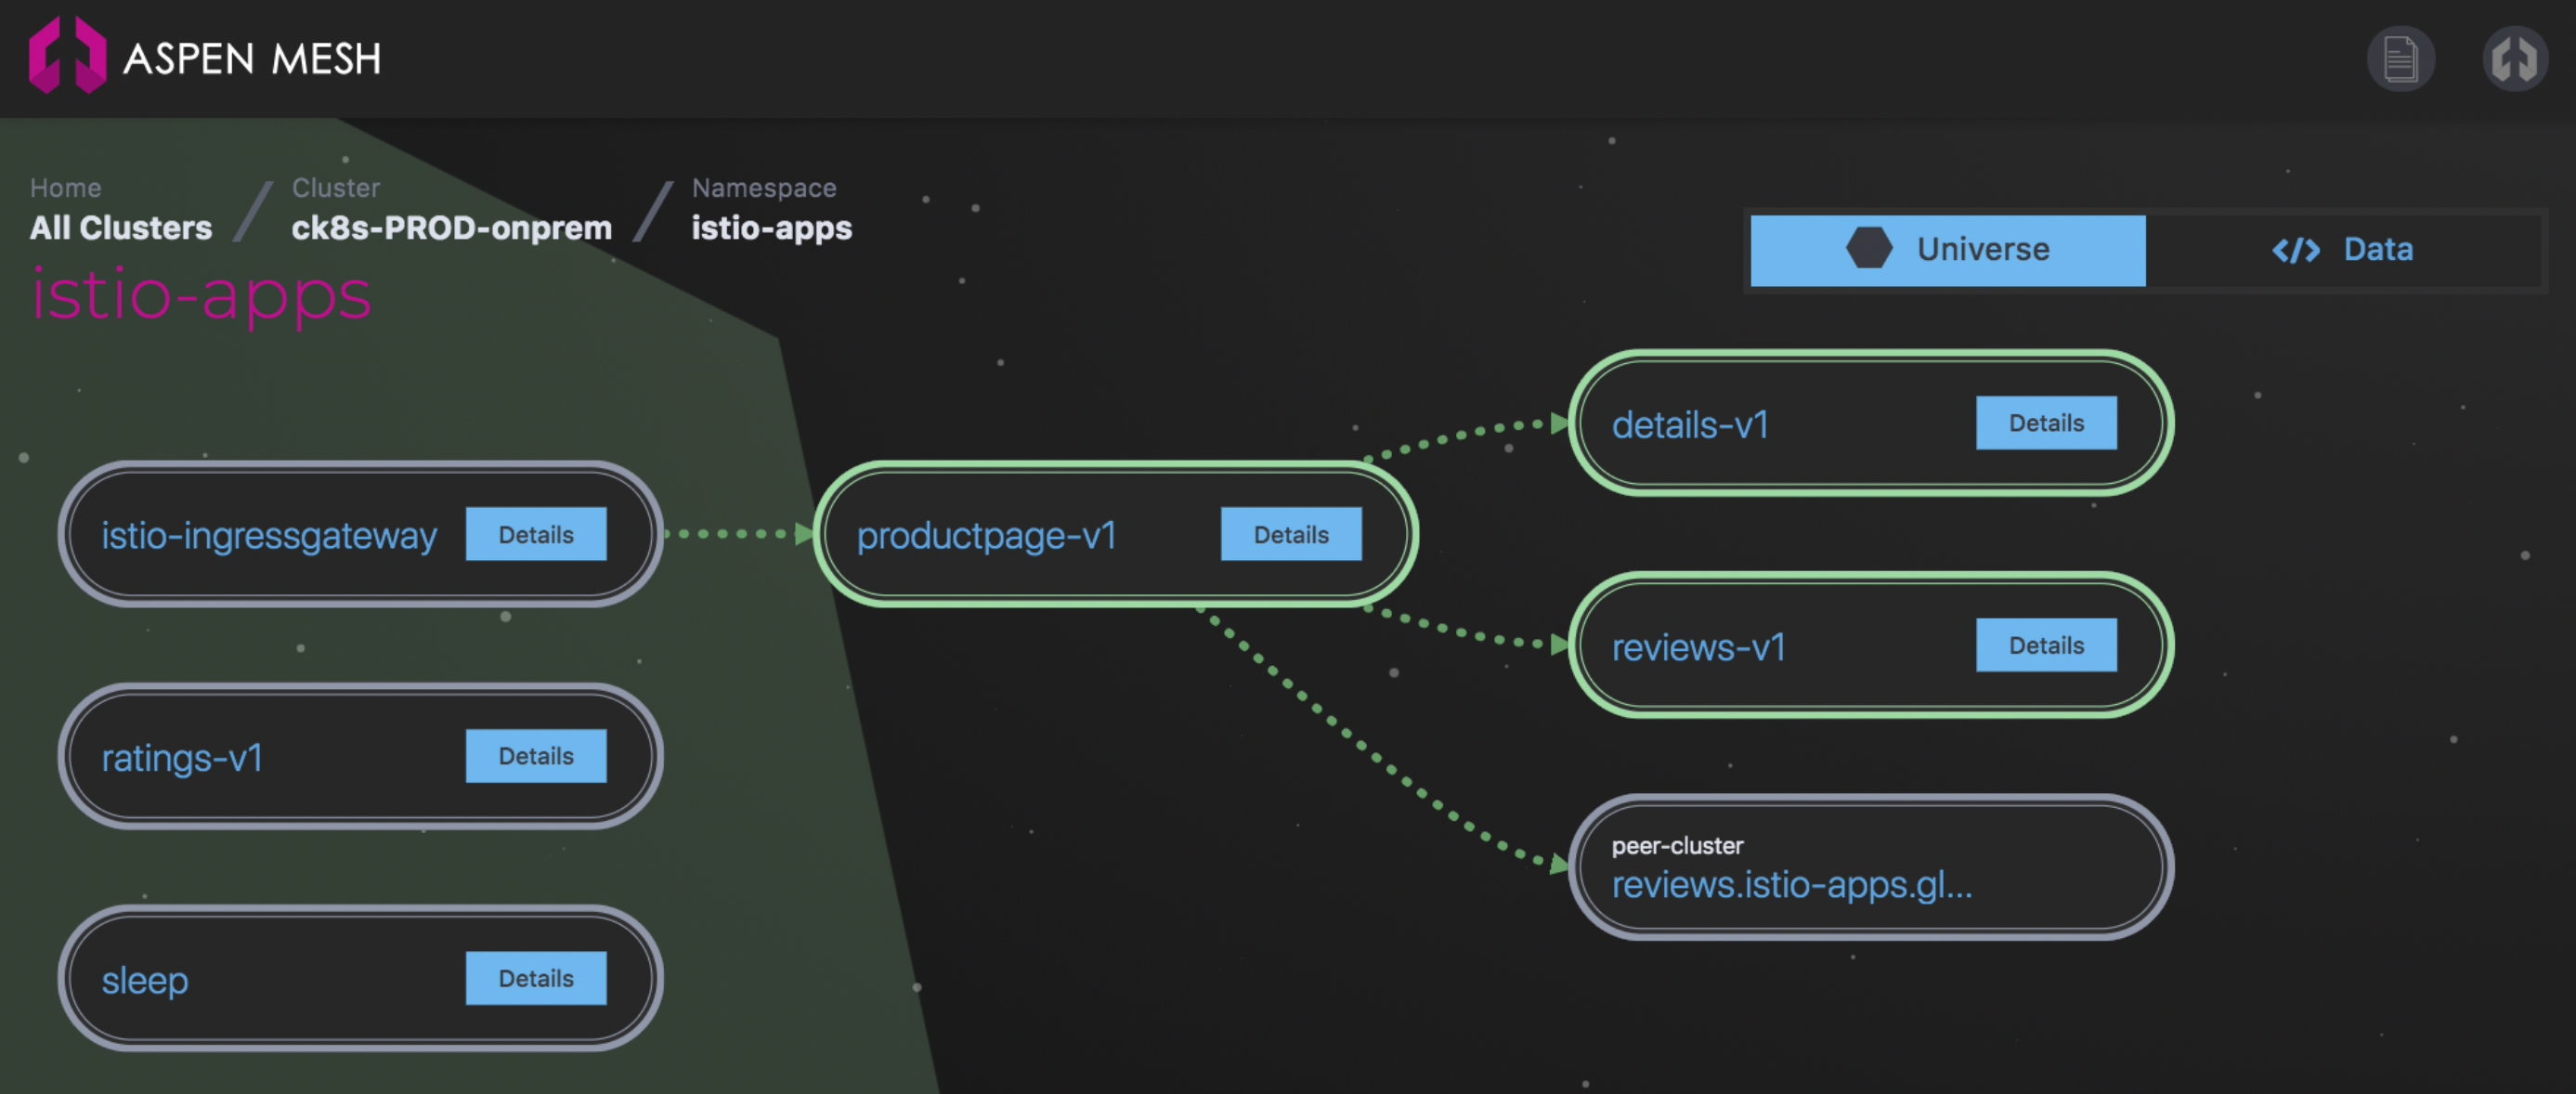 ASPEN MESH
Home
All Clusters
Cluster
ck8s-PROD-onprem
Namespace
istio-apps
istio-apps
Universe
</> Data
istio-ingressgateway
Details
productpage-v1
Details
details-v1
Details
reviews-v1
Details
ratings-v1
Details
peer-cluster
reviews.istio-apps.gl...
sleep
Details